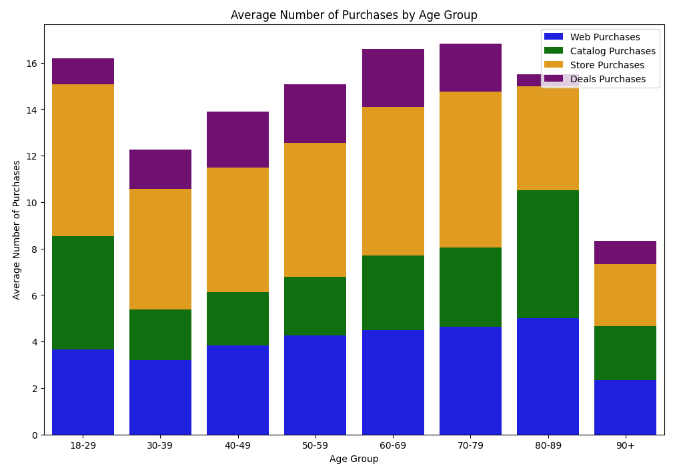 Average Number of Purchases by Age Group
Web Purchases
Catalog Purchases
Store Purchases
Deals Purchases
Average Number of Purchases
16
14
12
10
8
6
4
2
0
18-29 30-39 40-49 50-59 60-69 70-79 80-89 90+
Age Group